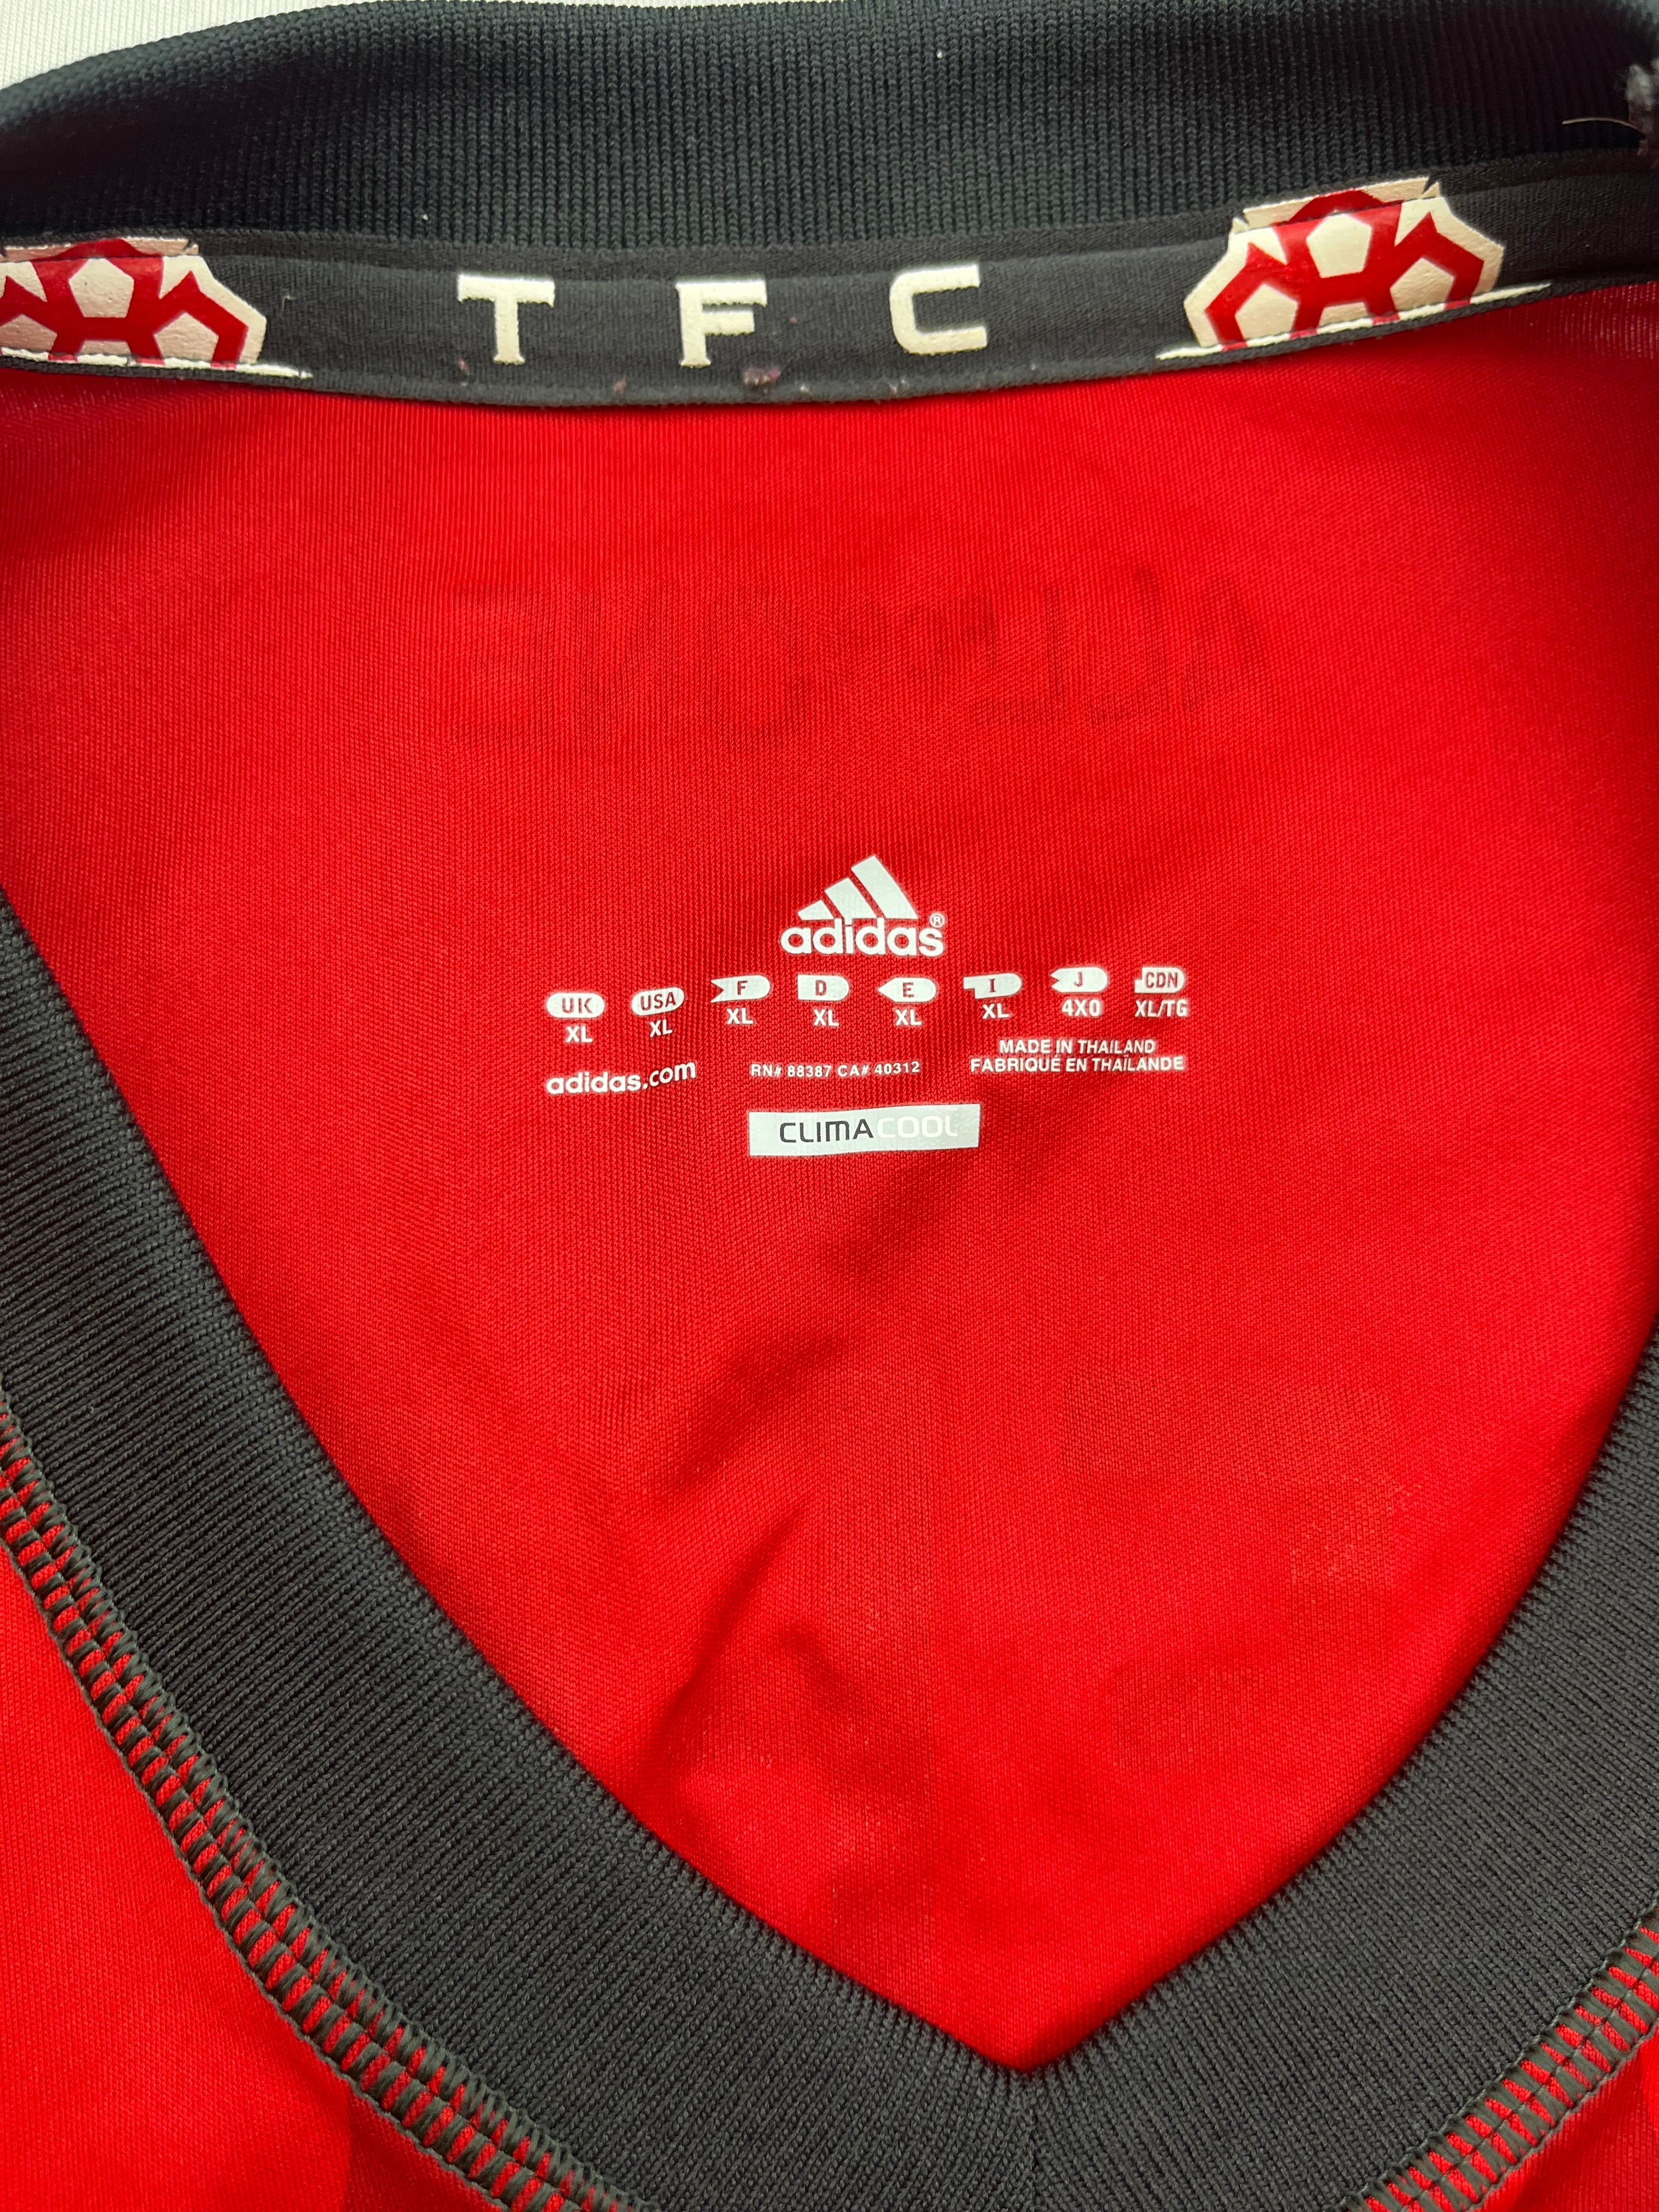 T F C
adidas®
UK USA F D E I J CDN
XL XL XL XL XL XL 4XO XL/TG
adidas.com RN# 88387 CA# 40312 MADE IN THAILAND
FABRIQUÉ EN THAÏLANDE
CLIMACOOL